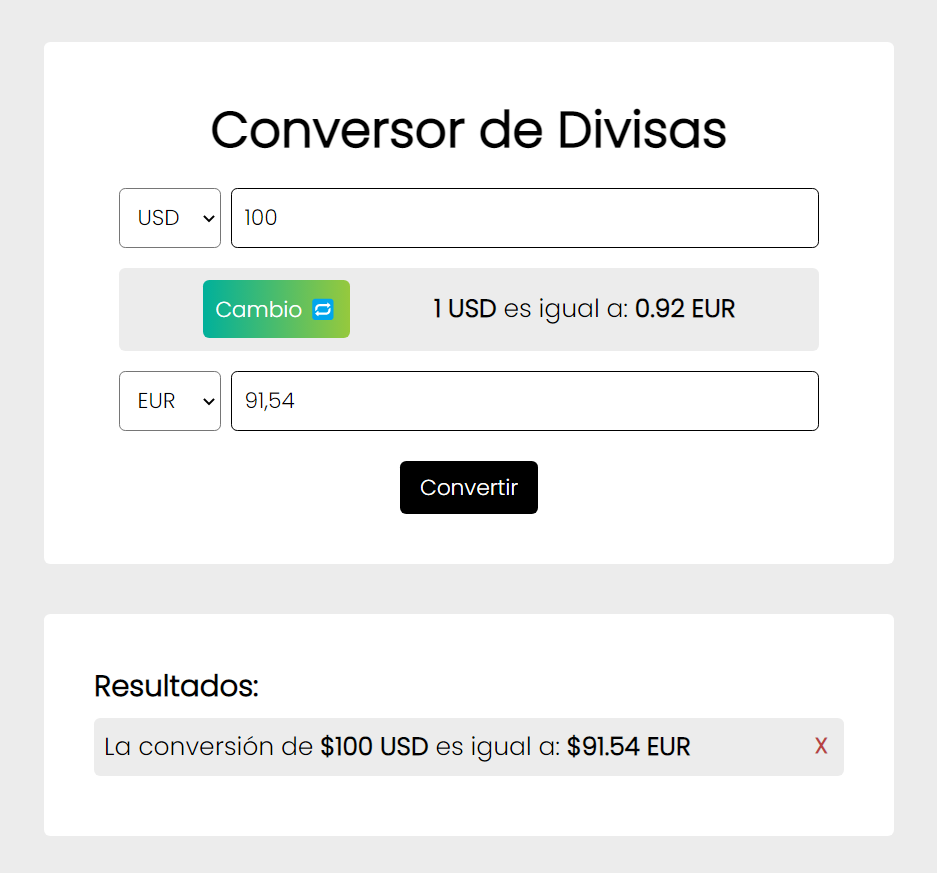 Conversor de Divisas
USD 100
Cambio 🔁 1 USD es igual a: 0.92 EUR
EUR 91,54
Convertir
Resultados:
La conversión de $100 USD es igual a: $91.54 EUR X